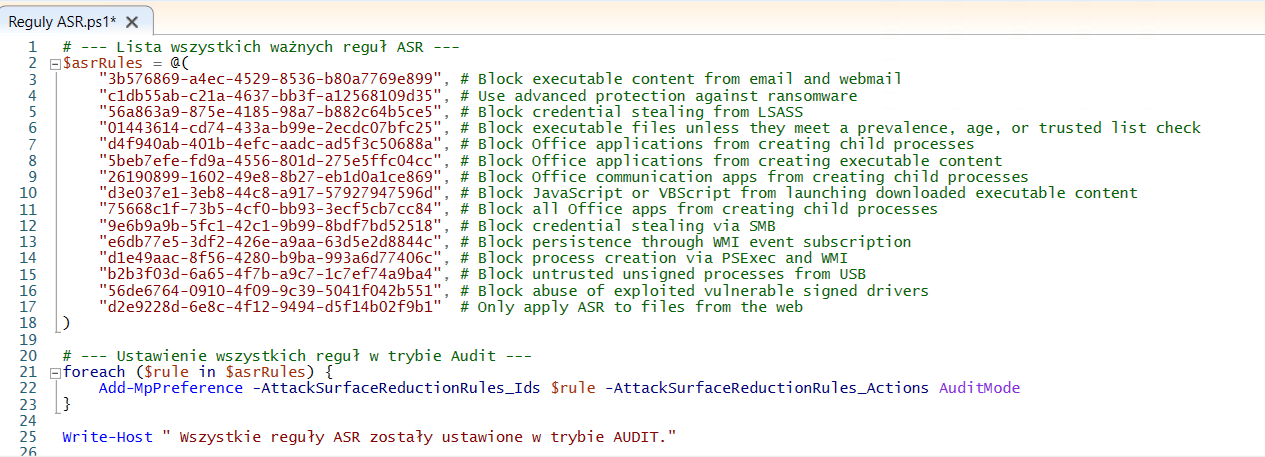 Reguly ASR.ps1* ✕
1 # --- Lista wszystkich ważnych reguł ASR ---
2 $asrRules = @(
3 "3b576869-a4ec-4529-8536-b80a7769e899", # Block executable content from email and webmail
4 "c1db55ab-c21a-4637-bb3f-a12568109d35", # Use advanced protection against ransomware
5 "56a863a9-875e-4185-98a7-b882c64b5ce5", # Block credential stealing from LSASS
6 "01443614-cd74-433a-b99e-2ecdc07bfc25", # Block executable files unless they meet a prevalence, age, or trusted list check
7 "d4f940ab-401b-4efc-aadc-ad5f3c50688a", # Block Office applications from creating child processes
8 "5beb7efe-fd9a-4556-801d-275e5ffc04cc", # Block Office applications from creating executable content
9 "26190899-1602-49e8-8b27-eb1d0a1ce869", # Block Office communication apps from creating child processes
10 "d3e037e1-3eb8-44c8-a917-57927947596d", # Block JavaScript or VBScript from launching downloaded executable content
11 "75668c1f-73b5-4cf0-bb93-3ecf5cb7cc84", # Block all Office apps from creating child processes
12 "9e6b9a9b-5fc1-42c1-9b99-8bdf7bd52518", # Block credential stealing via SMB
13 "e6db77e5-3df2-426e-a9aa-63d5e2d8844c", # Block persistence through WMI event subscription
14 "d1e49aac-8f56-4280-b9ba-993a6d77406c", # Block process creation via PSExec and WMI
15 "b2b3f03d-6a65-4f7b-a9c7-1c7ef74a9ba4", # Block untrusted unsigned processes from USB
16 "56de6764-0910-4f09-9c39-5041f042b551", # Block abuse of exploited vulnerable signed drivers
17 "d2e9228d-6e8c-4f12-9494-d5f14b02f9b1" # Only apply ASR to files from the web
18 )
19
20 # --- Ustawienie wszystkich reguł w trybie Audit ---
21 foreach ($rule in $asrRules) {
22 Add-MpPreference -AttackSurfaceReductionRules_Ids $rule -AttackSurfaceReductionRules_Actions AuditMode
23 }
24
25 Write-Host " Wszystkie reguły ASR zostały ustawione w trybie AUDIT."
26